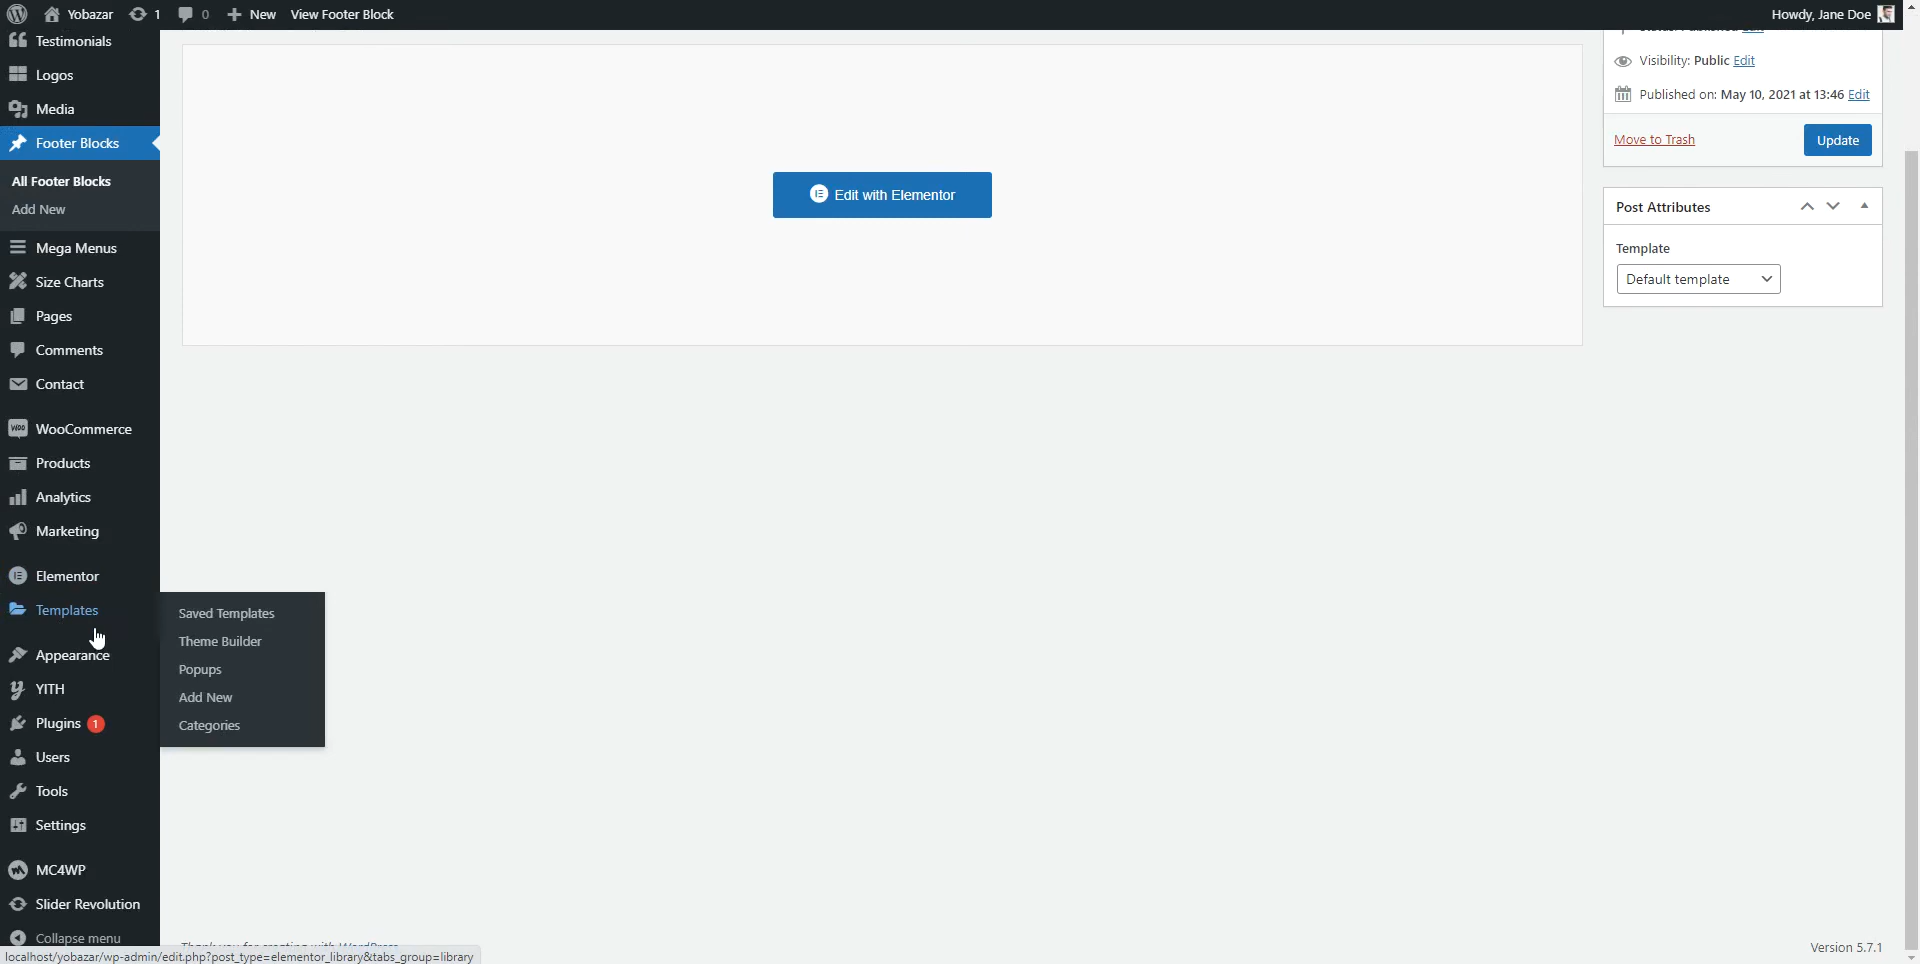 Yobazar 1 0 New View Footer Block Howdy, Jane Doe
Testimonials
Logos
Media
Footer Blocks
All Footer Blocks
Add New
Mega Menus
Size Charts
Pages
Comments
Contact
WooCommerce
Products
Analytics
Marketing
Elementor
Templates
Appearance
YITH
Plugins 1
Users
Tools
Settings
MC4WP
Slider Revolution
Collapse menu
Saved Templates
Theme Builder
Popups
Add New
Categories
Edit with Elementor
Visibility: Public Edit
Published on: May 10, 2021 at 13:46 Edit
Move to Trash Update
Post Attributes
Template
Default template
Version 5.7.1
localhost/yobazar/wp-admin/edit.php?post_type=elementor_library&tabs_group=library